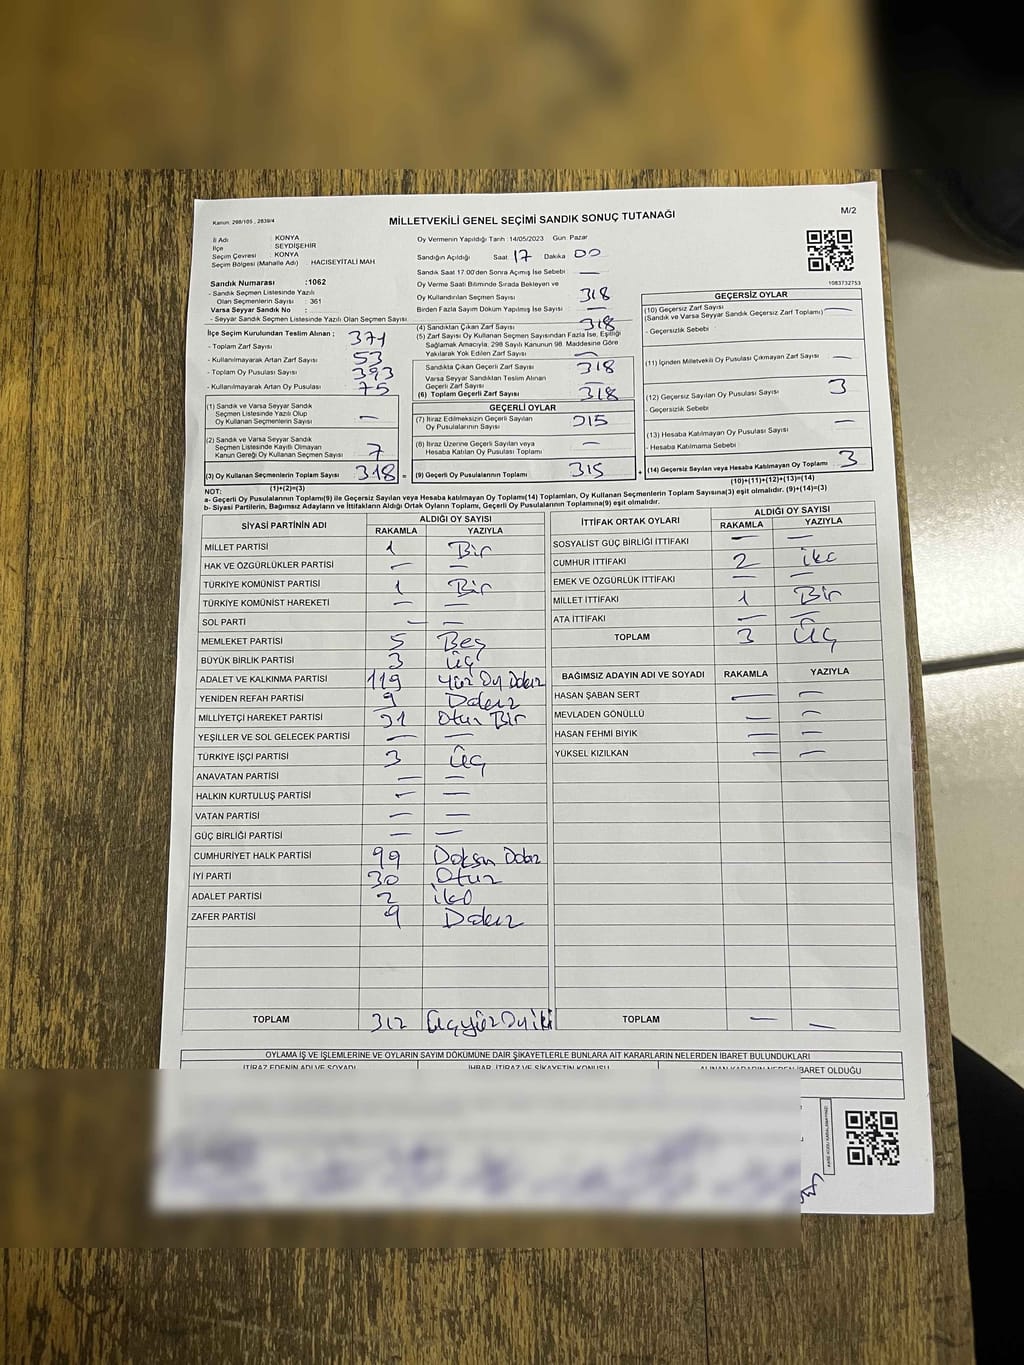 Kanun: 298/105 , 2839/4
MİLLETVEKİLİ GENEL SEÇİMİ SANDIK SONUÇ TUTANAĞI
M/2
İl Adı : KONYA
İlçe : SEYDİŞEHİR
Seçim Çevresi : KONYA
Seçim Bölgesi (Mahalle Adı) : HACISEYİTALİ MAH
Sandık Numarası :1062
- Sandık Seçmen Listesinde Yazılı
Olan Seçmenlerin Sayısı : 361
Varsa Seyyar Sandık No :
- Seyyar Sandık Seçmen Listesinde Yazılı Olan Seçmen Sayısı
İlçe Seçim Kurulundan Teslim Alınan ;
- Toplam Zarf Sayısı 371
- Kullanılmayarak Artan Zarf Sayısı 53
- Toplam Oy Pusulası Sayısı 393
- Kullanılmayarak Artan Oy Pusulası 75
(1) Sandık ve Varsa Seyyar Sandık
Seçmen Listesinde Yazılı Olup
Oy Kullanan Seçmen Sayısı —
(2) Sandık ve Varsa Seyyar Sandık
Seçmen Listesinde Kayıtlı Olmayan
Kanun Gereği Oy Kullanan Seçmen Sayısı 7
(3) Oy Kullanan Seçmenlerin Toplam Sayısı 318 =
(1)+(2)=(3)
Oy Vermenin Yapıldığı Tarih :14/05/2023 Gün: Pazar
Sandığın Açıldığı Saat 17 Dakika 00
Sandık Saat 17.00'den Sonra Açımış İse Sebebi —
Oy Verme Saati Bitiminde Sırada Bekleyen ve
Oy Kullandırılan Seçmen Sayısı 318
Birden Fazla Sayım Döküm Yapılmış İse Sayısı —
(4) Sandıktan Çıkan Zarf Sayısı 318
(5) Zarf Sayısı Oy Kullanan Seçmen Sayısından Fazla İse, Eşitliği
Sağlamak Amacıyla, 298 Sayılı Kanunun 98. Maddesine Göre
Yakılarak Yok Edilen Zarf Sayısı —
Sandıkta Çıkan Geçerli Zarf Sayısı 318
Varsa Seyyar Sandıktan Teslim Alınan
Geçerli Zarf Sayısı —
(6) Toplam Geçerli Zarf Sayısı 318
GEÇERLİ OYLAR
(7) İtiraz Edilmeksizin Geçerli Sayılan
Oy Pusulalarının Sayısı 315
(8) İtiraz Üzerine Geçerli Sayılan veya
Hesaba Katılan Oy Pusulası Toplamı —
(9) Geçerli Oy Pusulalarının Toplamı 315 +
1083732753
GEÇERSİZ OYLAR
(10) Geçersiz Zarf Sayısı
(Sandık ve Varsa Seyyar Sandık Geçersiz Zarf Toplamı) —
- Geçersizlik Sebebi :
(11) İçinden Milletvekili Oy Pusulası Çıkmayan Zarf Sayısı —
(12) Geçersiz Sayılan Oy Pusulası Sayısı 3
- Geçersizlik Sebebi :
(13) Hesaba Katılmayan Oy Pusulası Sayısı —
- Hesaba Katılmama Sebebi :
(14) Geçersiz Sayılan veya Hesaba Katılmayan Oy Toplamı 3
(10)+(11)+(12)+(13)=(14)
NOT:
a- Geçerli Oy Pusulalarının Toplamı(9) ile Geçersiz Sayılan veya Hesaba katılmayan Oy Toplam(14) Toplamları, Oy Kullanan Seçmenlerin Toplam Sayısına(3) eşit olmalıdır. (9)+(14)=(3)
b- Siyasi Partilerin, Bağımsız Adayların ve İttifakların Aldığı Ortak Oyların Toplamı, Geçerli Oy Pusulalarının Toplamına(9) eşit olmalıdır.
SİYASİ PARTİNİN ADI ALDIĞI OY SAYISI
RAKAMLA YAZIYLA
MİLLET PARTİSİ 1 Bir
HAK VE ÖZGÜRLÜKLER PARTİSİ — —
TÜRKİYE KOMÜNİST PARTİSİ 1 Bir
TÜRKİYE KOMÜNİST HAREKETİ — —
SOL PARTİ — —
MEMLEKET PARTİSİ 5 Beş
BÜYÜK BİRLİK PARTİSİ 3 üç
ADALET VE KALKINMA PARTİSİ 119 yüz On Dokuz
YENİDEN REFAH PARTİSİ 9 Dokuz
MİLLİYETÇİ HAREKET PARTİSİ 31 Otuz Bir
YEŞİLLER VE SOL GELECEK PARTİSİ — —
TÜRKİYE İŞÇİ PARTİSİ 3 Üç
ANAVATAN PARTİSİ — —
HALKIN KURTULUŞ PARTİSİ — —
VATAN PARTİSİ — —
GÜÇ BİRLİĞİ PARTİSİ — —
CUMHURİYET HALK PARTİSİ 99 Doksan Dokuz
İYİ PARTİ 30 Otuz
ADALET PARTİSİ 2 iki
ZAFER PARTİSİ 9 Dokuz
TOPLAM 312 Üçyüz On iki
İTTİFAK ORTAK OYLARI ALDIĞI OY SAYISI
RAKAMLA YAZIYLA
SOSYALİST GÜÇ BİRLİĞİ İTTİFAKI — —
CUMHUR İTTİFAKI 2 iki
EMEK VE ÖZGÜRLÜK İTTİFAKI — —
MİLLET İTTİFAKI 1 Bir
ATA İTTİFAKI — —
TOPLAM 3 Üç
BAĞIMSIZ ADAYIN ADI VE SOYADI RAKAMLA YAZIYLA
HASAN ŞABAN SERT — —
MEVLADEN GÖNÜLLÜ — —
HASAN FEHMİ BIYIK — —
YÜKSEL KIZILKAN — —
TOPLAM — —
OYLAMA İŞ VE İŞLEMLERİNE VE OYLARIN SAYIM DÖKÜMÜNE DAİR ŞİKAYETLERLE BUNLARA AİT KARARLARIN NELERDEN İBARET BULUNDUKLARI
İTİRAZ EDENİN ADI VE SOYADI İHBAR, İTİRAZ VE ŞİKAYETİN KONUSU ALINAN KARARIN NEDEN İBARET OLDUĞU